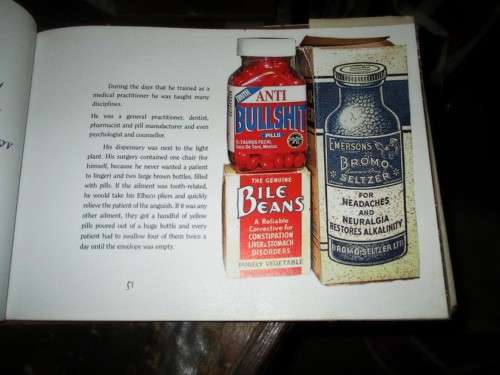 During the days that he trained as a
medical practitioner he was taught many
disciplines.
He was a general practitioner, dentist,
pharmacist and pill manufacturer and even
psychologist and counsellor.
His dispensary was next to the light
plant. His surgery contained one chair (for
himself, because he never wanted a patient
to linger) and two large brown bottles, filled
with pills. If the ailment was tooth-related,
he would take his Elheco pliers and quickly
relieve the patient of the anguish. If it was any
other ailment, they got a handful of yellow
pills poured out of a huge bottle and every
patient had to swallow four of them twice a
day until the envelope was empty.
51
ANTI
BULLSHIT
PILLS
TAURUS FECAL
THE GENUINE
BILE
BEANS
A Reliable
Corrective for
CONSTIPATION
LIVER & STOMACH
DISORDERS
PURELY VEGETABLE
EMERSON'S
BROMO
SELTZER
FOR
HEADACHES
AND
NEURALGIA
RESTORES ALKALINITY
BROMO-SELTZER LTD.